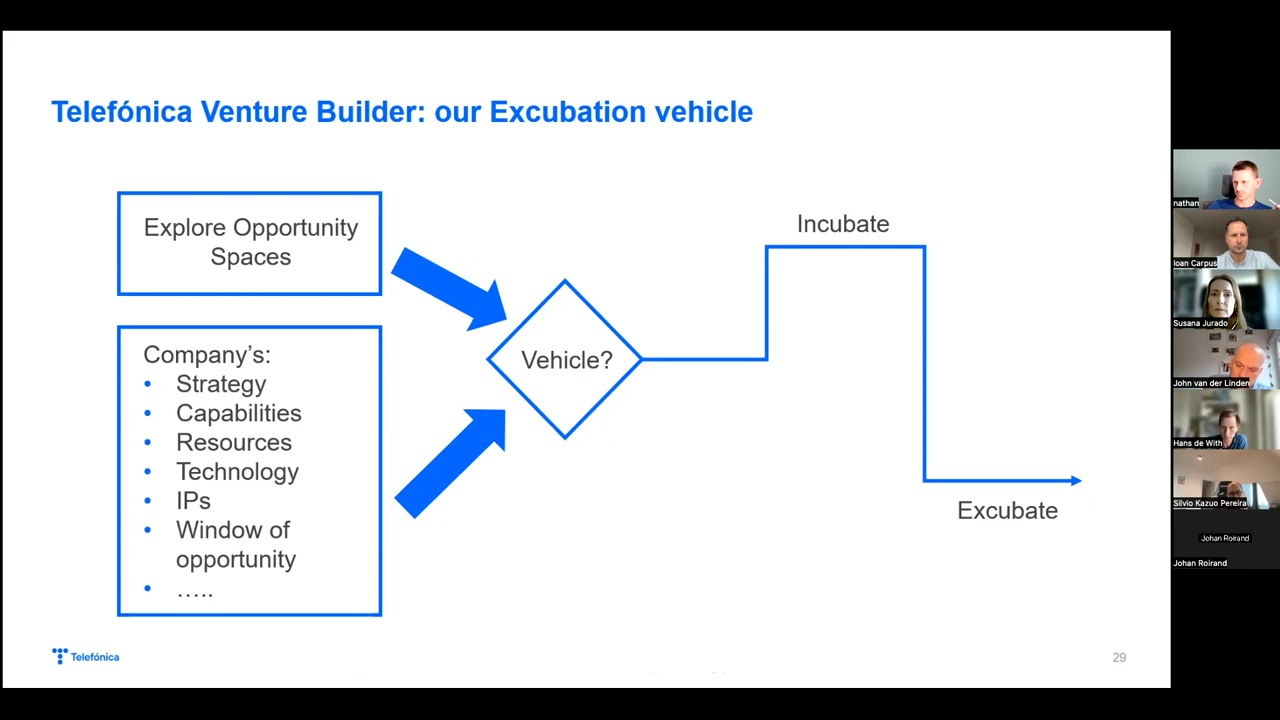 Telefónica Venture Builder: our Excubation vehicle
Explore Opportunity
Spaces
Company's:
• Strategy
• Capabilities
• Resources
• Technology
• IPs
• Window of
opportunity
• …..
Vehicle?
Incubate
Excubate
Telefónica
29
nathan
Ioan Carpus
Susana Jurado
John van der Linden
Hans de With
Silvio Kazuo Pereira
Johan Roirand
Johan Roirand